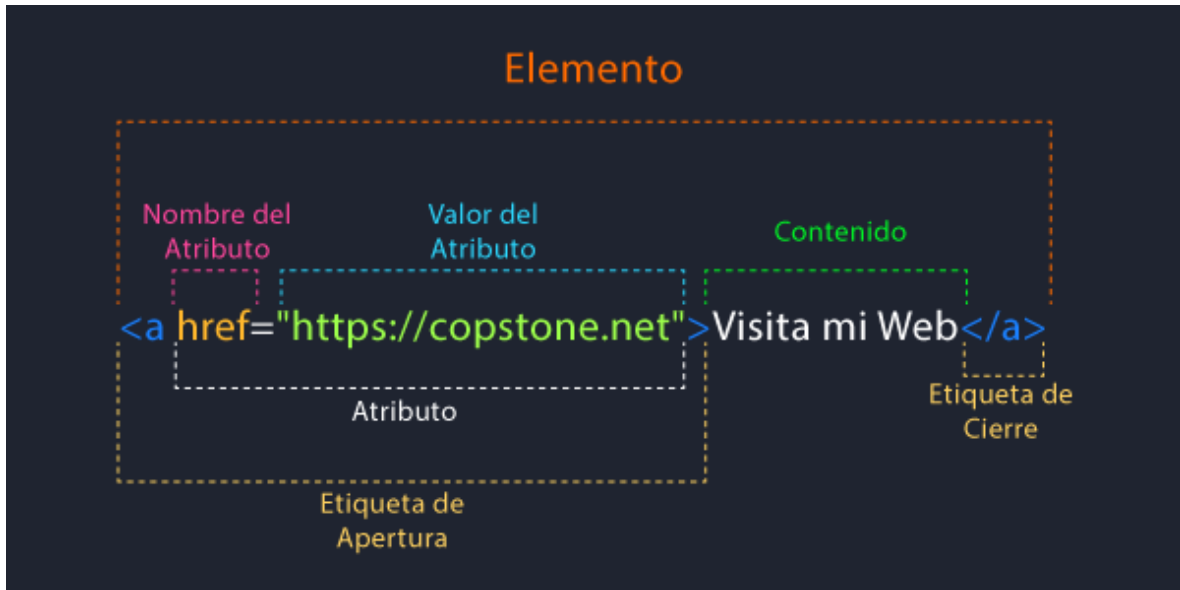 Elemento
Nombre del
Atributo
Valor del
Atributo
Contenido
<a href="https://copstone.net">Visita mi Web</a>
Atributo
Etiqueta de
Cierre
Etiqueta de
Apertura